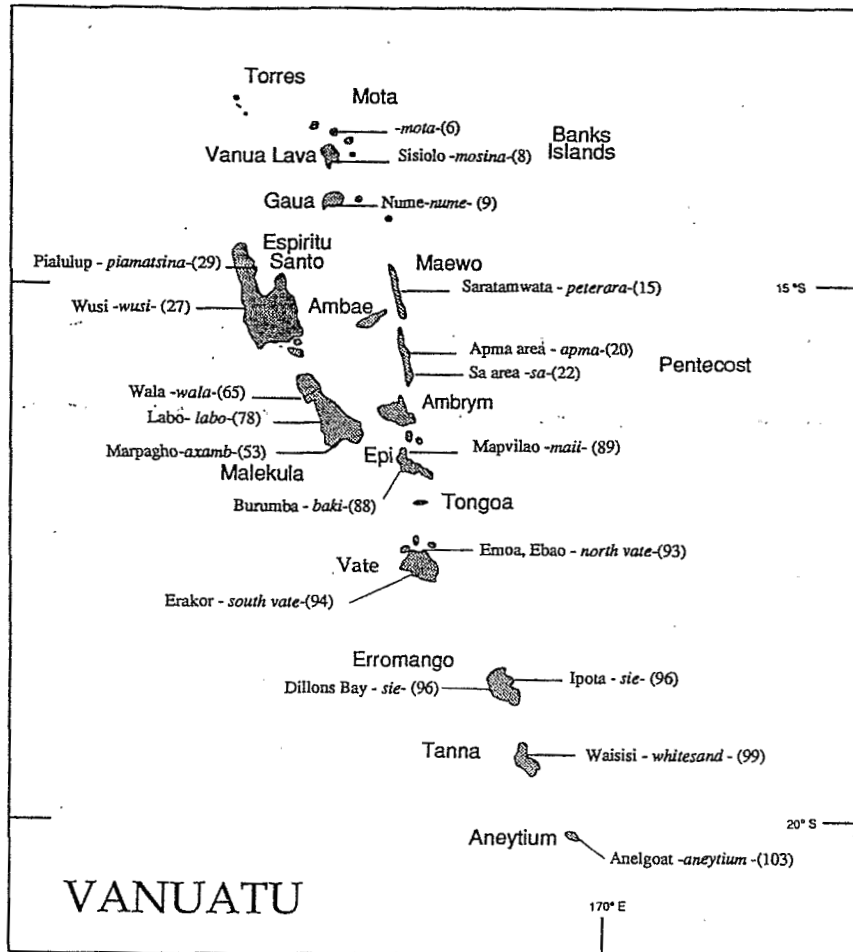 Torres
Mota
-mota-(6)
Banks
Islands
Vanua Lava
Sisiolo -mosina-(8)
Gaua
Nume-nume- (9)
Espiritu
Santo
Pialulup - piamatsina-(29)
Maewo
Saratamwata - peterara-(15)
15 °S
Wusi -wusi- (27)
Ambae
Apma area - apma-(20)
Pentecost
Sa area -sa-(22)
Wala -wala-(65)
Ambrym
Labo- labo-(78)
Marpagho-axamb-(53)
Epi
Mapvilao -maii- (89)
Malekula
Burumba - baki-(88)
Tongoa
Emoa, Ebao - north vate-(93)
Vate
Erakor - south vate-(94)
Erromango
Ipota - sie- (96)
Dillons Bay - sie- (96)
Tanna
Waisisi - whitesand - (99)
20° S
Aneytium
Anelgoat -aneytium -(103)
VANUATU
170° E